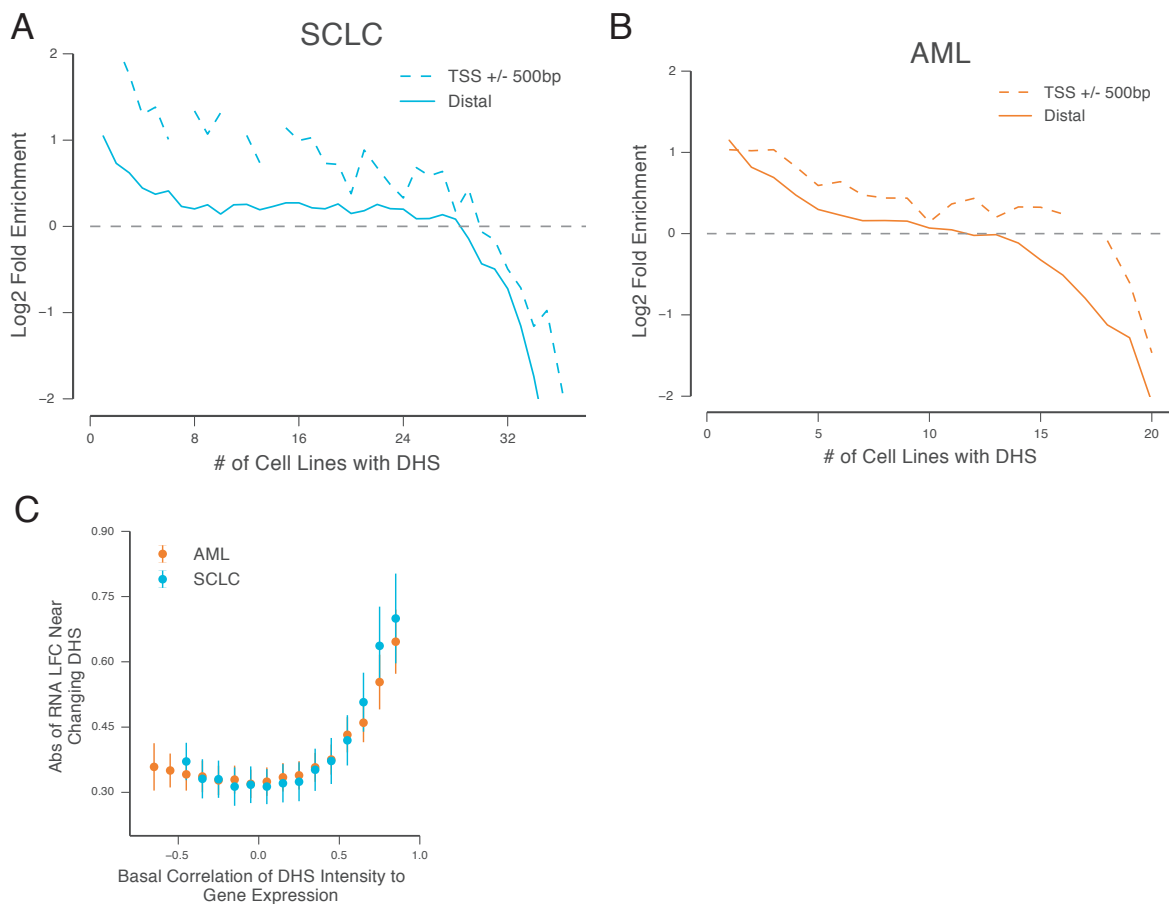 A
SCLC
2
1
0
−1
−2
Log2 Fold Enrichment
TSS +/- 500bp
Distal
0
8
16
24
32
# of Cell Lines with DHS
B
AML
2
1
0
−1
−2
Log2 Fold Enrichment
TSS +/- 500bp
Distal
0
5
10
15
20
# of Cell Lines with DHS
C
0.90
0.75
0.60
0.45
0.30
Abs of RNA LFC Near
Changing DHS
AML
SCLC
−0.5
0.0
0.5
1.0
Basal Correlation of DHS Intensity to
Gene Expression